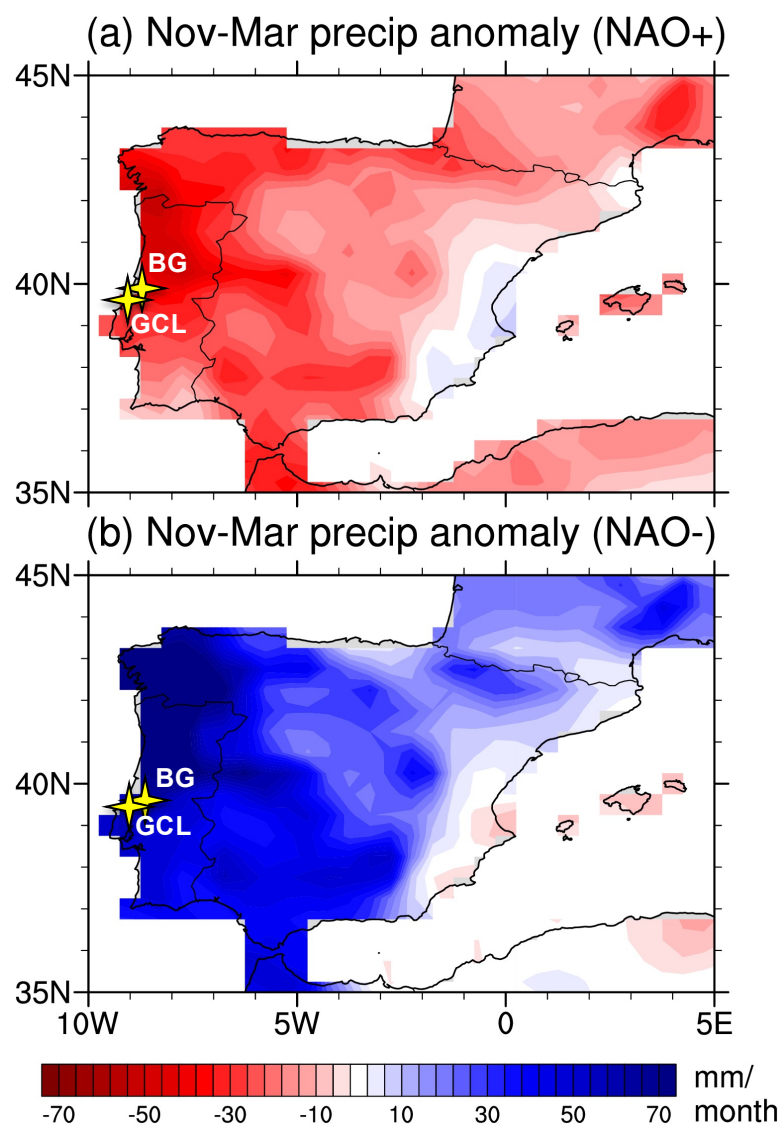 (a) Nov-Mar precip anomaly (NAO+)
45N
40N
35N
BG
GCL
(b) Nov-Mar precip anomaly (NAO-)
45N
40N
35N
BG
GCL
10W 5W 0 5E
-70 -50 -30 -10 10 30 50 70
mm/
month